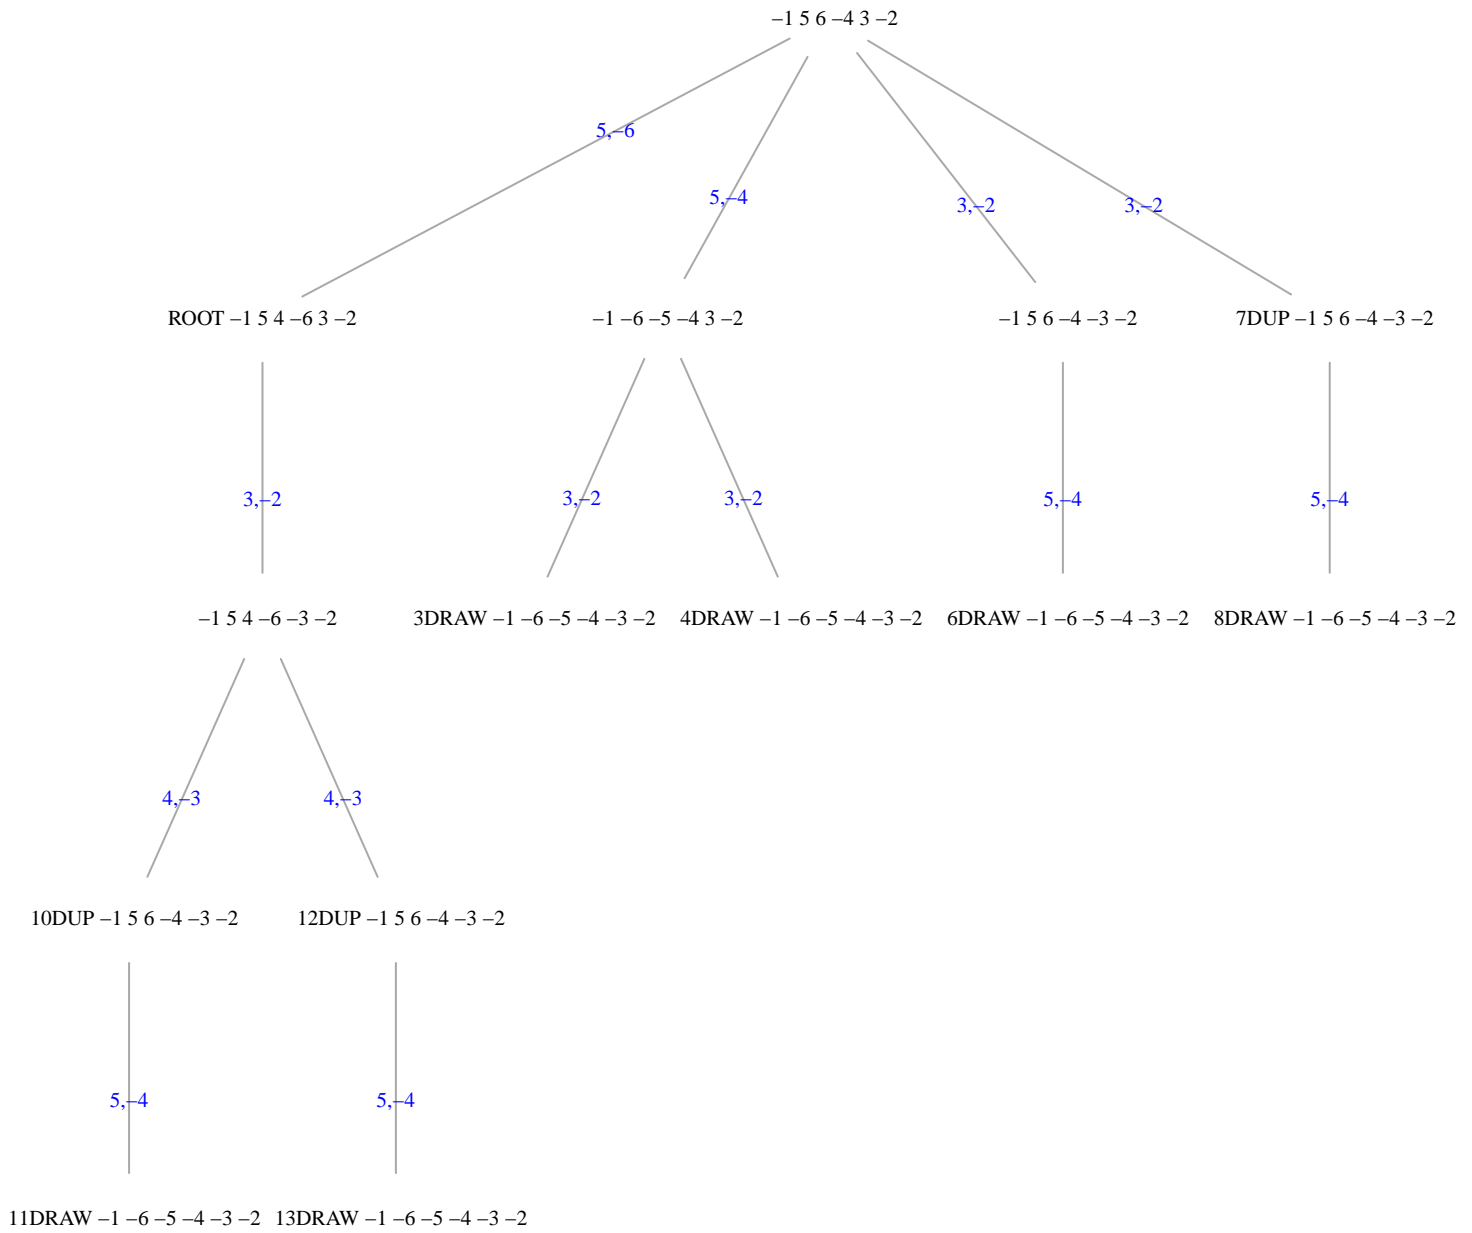 –1 5 6 –4 3 –2
5,–6
5,–4
3,–2
3,–2
ROOT –1 5 4 –6 3 –2
–1 –6 –5 –4 3 –2
–1 5 6 –4 –3 –2
7DUP –1 5 6 –4 –3 –2
3,–2
3,–2
3,–2
5,–4
5,–4
–1 5 4 –6 –3 –2
3DRAW –1 –6 –5 –4 –3 –2
4DRAW –1 –6 –5 –4 –3 –2
6DRAW –1 –6 –5 –4 –3 –2
8DRAW –1 –6 –5 –4 –3 –2
4,–3
4,–3
10DUP –1 5 6 –4 –3 –2
12DUP –1 5 6 –4 –3 –2
5,–4
5,–4
11DRAW –1 –6 –5 –4 –3 –2
13DRAW –1 –6 –5 –4 –3 –2